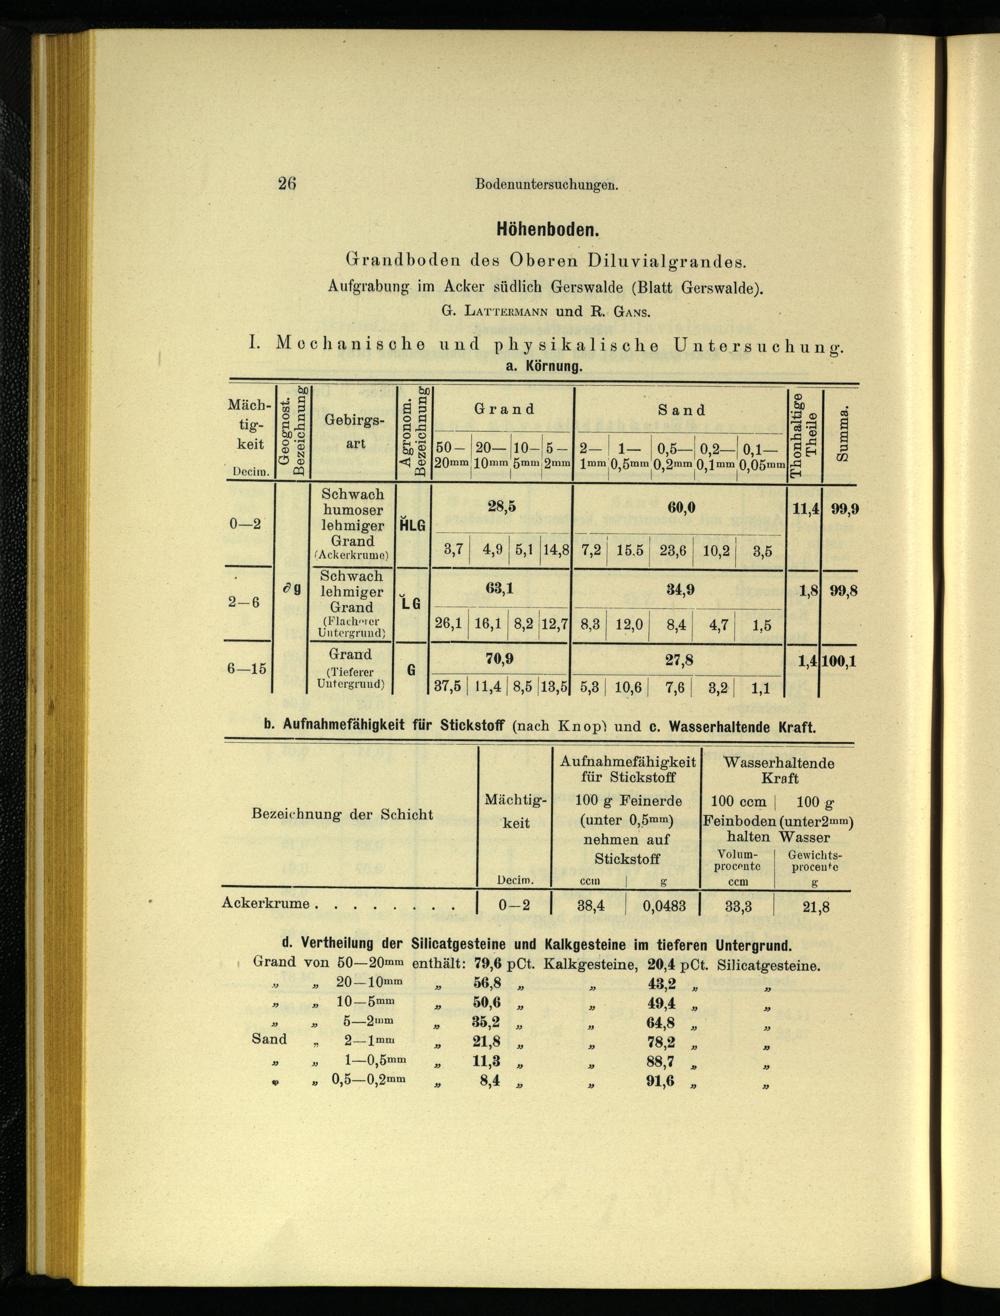 26 Bodenuntersuchungen.
Höhenboden.
Grandboden des Oberen Diluvialgrandes.
Aufgrabung im Acker südlich Gerswalde (Blatt Gerswalde).
G. LATTERMANN und R. GANS.
I. Mechanische und physikalische Untersuchung.
a. Körnung.
Mäch-
tig-
keit
Decim.
Geognost.
Bezeichnung
Gebirgs-
art
Agronom.
Bezeichnung
Grand
50— 20— 10— 5—
20mm 10mm 5mm 2mm
Sand
2— 1— 0,5— 0,2— 0,1—
1mm 0,5mm 0,2mm 0,1mm 0,05mm
Thonhaltige
Theile
Summa.
0—2
∂g
Schwach
humoser
lehmiger
Grand
(Ackerkrume)
H̆LG
28,5 60,0 11,4 99,9
3,7 4,9 5,1 14,8 7,2 15.5 23,6 10,2 3,5
2—6
Schwach
lehmiger
Grand
(Flacherer
Untergrund)
L̆G
63,1 34,9 1,8 99,8
26,1 16,1 8,2 12,7 8,3 12,0 8,4 4,7 1,5
6—15
Grand
(Tieferer
Untergrund)
G
70,9 27,8 1,4 100,1
37,5 11,4 8,5 13,5 5,3 10,6 7,6 3,2 1,1
b. Aufnahmefähigkeit für Stickstoff (nach Knop) und c. Wasserhaltende Kraft.
Bezeichnung der Schicht
Mächtig-
keit
Decim.
Aufnahmefähigkeit
für Stickstoff
100 g Feinerde
(unter 0,5mm)
nehmen auf
Stickstoff
ccm g
Wasserhaltende
Kraft
100 ccm 100 g
Feinboden (unter2mm)
halten Wasser
Volum-
procente
ccm
Gewichts-
procente
g
Ackerkrume . . . . . . . . 0—2 38,4 0,0483 33,3 21,8
d. Vertheilung der Silicatgesteine und Kalkgesteine im tieferen Untergrund.
Grand von 50—20mm enthält: 79,6 pCt. Kalkgesteine, 20,4 pCt. Silicatgesteine.
„ „ 20—10mm „ 56,8 „ „ 43,2 „ „
„ „ 10—5mm „ 50,6 „ „ 49,4 „ „
„ „ 5—2mm „ 35,2 „ „ 64,8 „ „
Sand „ 2—1mm „ 21,8 „ „ 78,2 „ „
„ „ 1—0,5mm „ 11,3 „ „ 88,7 „ „
„ „ 0,5—0,2mm „ 8,4 „ „ 91,6 „ „